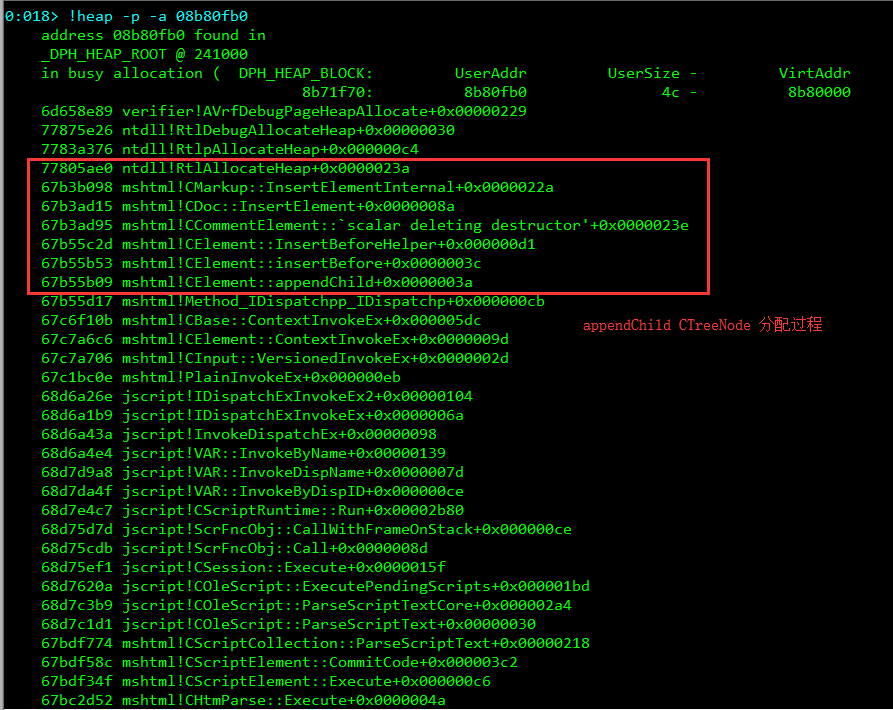 0:018> !heap -p -a 08b80fb0
address 08b80fb0 found in
_DPH_HEAP_ROOT @ 241000
in busy allocation (  DPH_HEAP_BLOCK:         UserAddr         UserSize -         VirtAddr
8b71f70:          8b80fb0               4c -          8b80000
6d658e89 verifier!AVrfDebugPageHeapAllocate+0x00000229
77875e26 ntdll!RtlDebugAllocateHeap+0x00000030
7783a376 ntdll!RtlpAllocateHeap+0x000000c4
77805ae0 ntdll!RtlAllocateHeap+0x0000023a
67b3b098 mshtml!CMarkup::InsertElementInternal+0x0000022a
67b3ad15 mshtml!CDoc::InsertElement+0x0000008a
67b3ad95 mshtml!CCommentElement::`scalar deleting destructor'+0x0000023e
67b55c2d mshtml!CElement::InsertBeforeHelper+0x000000d1
67b55b53 mshtml!CElement::insertBefore+0x0000003c
67b55b09 mshtml!CElement::appendChild+0x0000003a
67b55d17 mshtml!Method_IDispatchpp_IDispatchp+0x000000cb
67c6f10b mshtml!CBase::ContextInvokeEx+0x000005dc
appendChild CTreeNode 分配过程
67c7a6c6 mshtml!CElement::ContextInvokeEx+0x0000009d
67c7a706 mshtml!CInput::VersionedInvokeEx+0x0000002d
67c1bc0e mshtml!PlainInvokeEx+0x000000eb
68d6a26e jscript!IDispatchExInvokeEx2+0x00000104
68d6a1b9 jscript!IDispatchExInvokeEx+0x0000006a
68d6a43a jscript!InvokeDispatchEx+0x00000098
68d6a4e4 jscript!VAR::InvokeByName+0x00000139
68d7d9a8 jscript!VAR::InvokeDispName+0x0000007d
68d7da4f jscript!VAR::InvokeByDispID+0x000000ce
68d7e4c7 jscript!CScriptRuntime::Run+0x00002b80
68d75d7d jscript!ScrFncObj::CallWithFrameOnStack+0x000000ce
68d75cdb jscript!ScrFncObj::Call+0x0000008d
68d75ef1 jscript!CSession::Execute+0x0000015f
68d7620a jscript!COleScript::ExecutePendingScripts+0x000001bd
68d7c3b9 jscript!COleScript::ParseScriptTextCore+0x000002a4
68d7c1d1 jscript!COleScript::ParseScriptText+0x00000030
67bdf774 mshtml!CScriptCollection::ParseScriptText+0x00000218
67bdf58c mshtml!CScriptElement::CommitCode+0x000003c2
67bdf34f mshtml!CScriptElement::Execute+0x000000c6
67bc2d52 mshtml!CHtmParse::Execute+0x0000004a